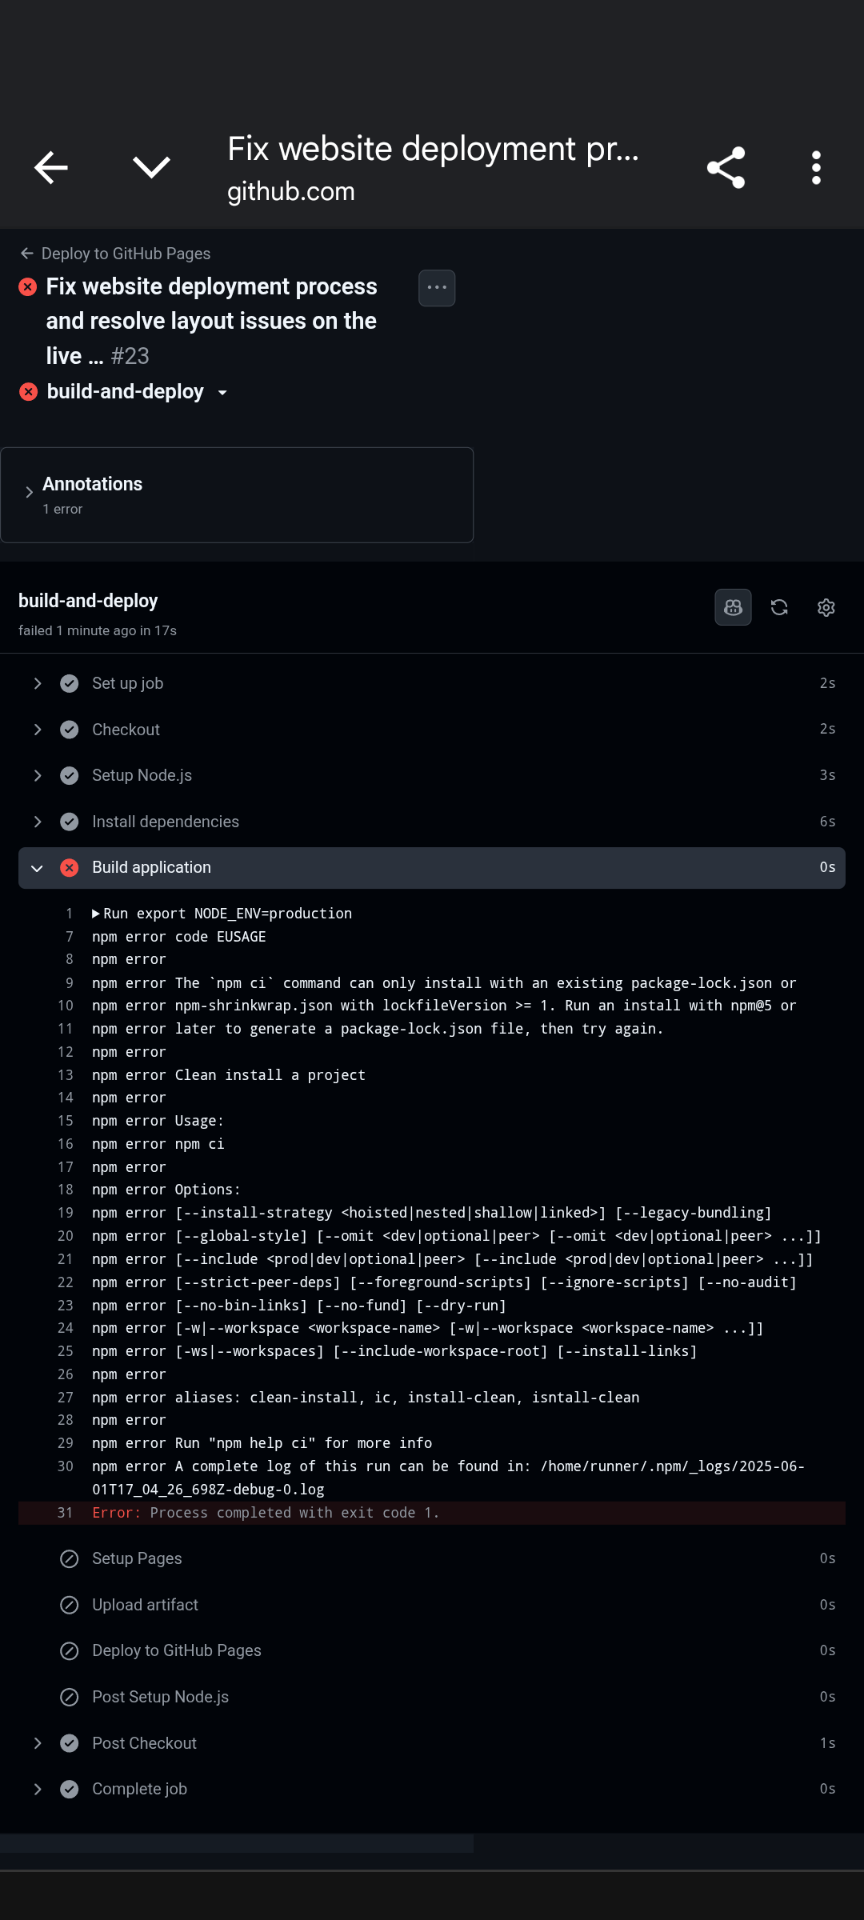 Fix website deployment pr...
github.com
← Deploy to GitHub Pages
Fix website deployment process
and resolve layout issues on the
live ... #23
build-and-deploy
Annotations
1 error
build-and-deploy
failed 1 minute ago in 17s
Set up job 2s
Checkout 2s
Setup Node.js 3s
Install dependencies 6s
Build application 0s
1 ▶Run export NODE_ENV=production
7 npm error code EUSAGE
8 npm error
9 npm error The `npm ci` command can only install with an existing package-lock.json or
10 npm error npm-shrinkwrap.json with lockfileVersion >= 1. Run an install with npm@5 or
11 npm error later to generate a package-lock.json file, then try again.
12 npm error
13 npm error Clean install a project
14 npm error
15 npm error Usage:
16 npm error npm ci
17 npm error
18 npm error Options:
19 npm error [--install-strategy <hoisted|nested|shallow|linked>] [--legacy-bundling]
20 npm error [--global-style] [--omit <dev|optional|peer> [--omit <dev|optional|peer> ...]]
21 npm error [--include <prod|dev|optional|peer> [--include <prod|dev|optional|peer> ...]]
22 npm error [--strict-peer-deps] [--foreground-scripts] [--ignore-scripts] [--no-audit]
23 npm error [--no-bin-links] [--no-fund] [--dry-run]
24 npm error [-w|--workspace <workspace-name> [-w|--workspace <workspace-name> ...]]
25 npm error [-ws|--workspaces] [--include-workspace-root] [--install-links]
26 npm error
27 npm error aliases: clean-install, ic, install-clean, isntall-clean
28 npm error
29 npm error Run "npm help ci" for more info
30 npm error A complete log of this run can be found in: /home/runner/.npm/_logs/2025-06-
01T17_04_26_698Z-debug-0.log
31 Error: Process completed with exit code 1.
Setup Pages 0s
Upload artifact 0s
Deploy to GitHub Pages 0s
Post Setup Node.js 0s
Post Checkout 1s
Complete job 0s